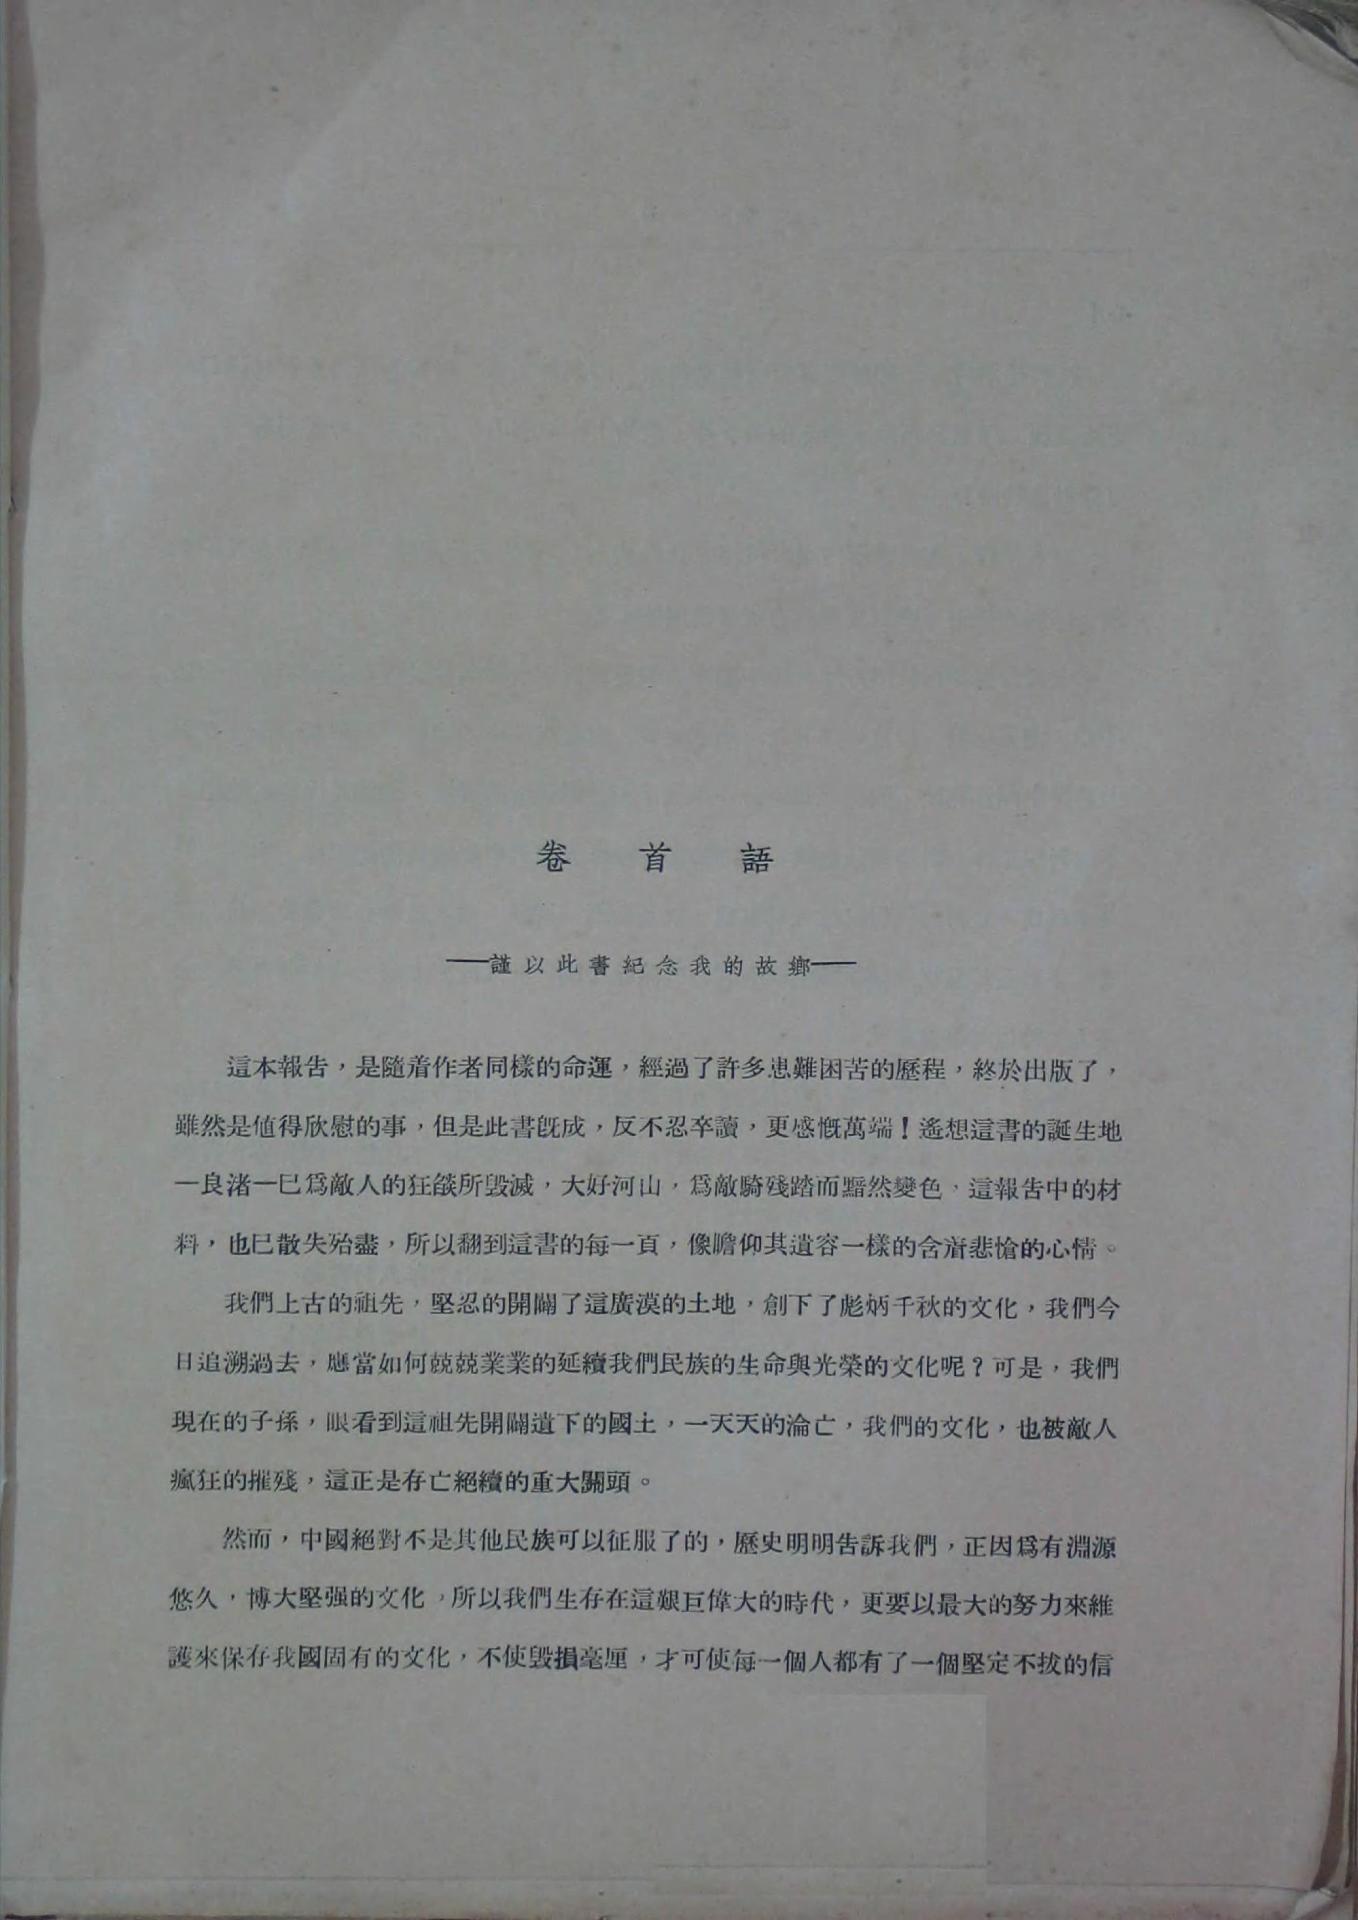 卷首語
——謹以此書紀念我的故鄉——
這本報告，是隨着作者同樣的命運，經過了許多患難困苦的歷程，終於出版了，
雖然是值得欣慰的事，但是此書旣成，反不忍卒讀，更感慨萬端！遙想這書的誕生地
—良渚—已爲敵人的狂燄所毀滅，大好河山，爲敵騎殘踏而黯然變色，這報告中的材
料，也已散失殆盡，所以翻到這書的每一頁，像瞻仰其遺容一樣的含着悲愴的心情。
我們上古的祖先，堅忍的開闢了這廣漠的土地，創下了彪炳千秋的文化，我們今
日追溯過去，應當如何兢兢業業的延續我們民族的生命與光榮的文化呢？可是，我們
現在的子孫，眼看到這祖先開闢遺下的國土，一天天的淪亡，我們的文化，也被敵人
瘋狂的摧殘，這正是存亡絕續的重大關頭。
然而，中國絕對不是其他民族可以征服了的，歷史明明告訴我們，正因爲有淵源
悠久，博大堅强的文化，所以我們生存在這艱巨偉大的時代，更要以最大的努力來維
護來保存我國固有的文化，不使毀損毫厘，才可使每一個人都有了一個堅定不拔的信